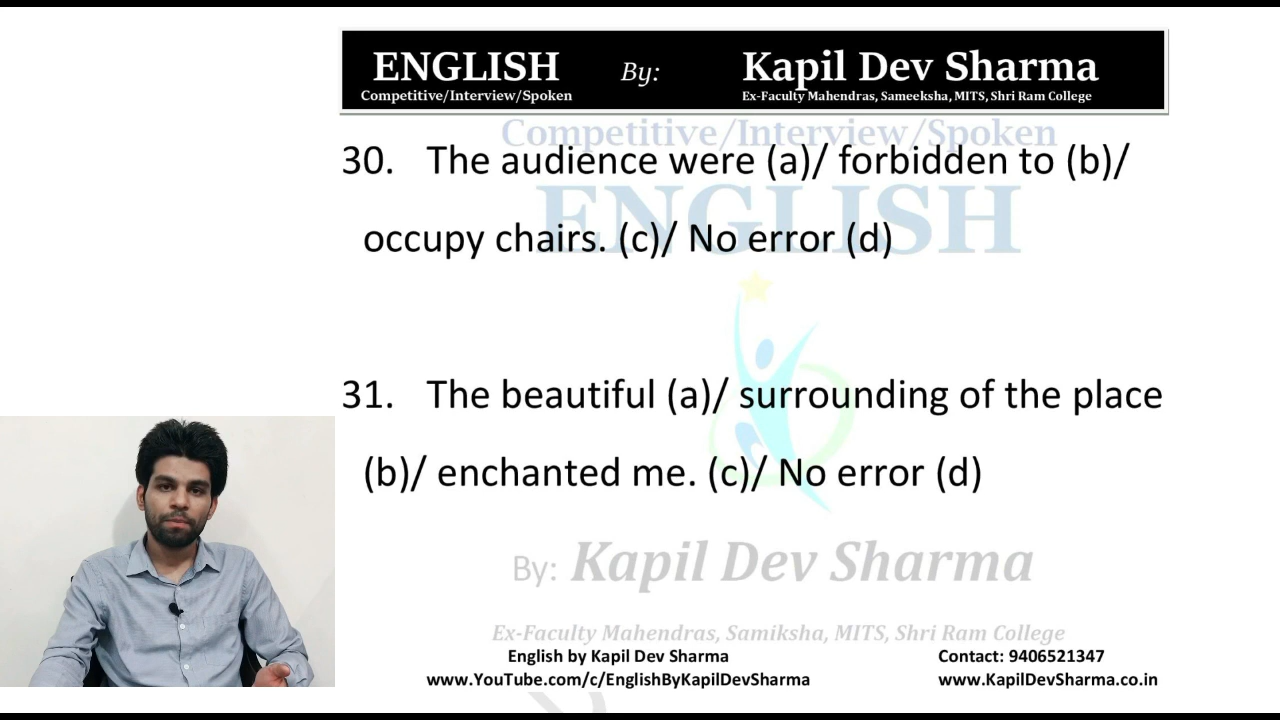 ENGLISH By: Kapil Dev Sharma
Competitive/Interview/Spoken Ex-Faculty Mahendras, Sameeksha, MITS, Shri Ram College
Competitive/Interview/Spoken
30. The audience were (a)/ forbidden to (b)/
ENGLISH
occupy chairs. (c)/ No error (d)
31. The beautiful (a)/ surrounding of the place
(b)/ enchanted me. (c)/ No error (d)
By: Kapil Dev Sharma
Ex-Faculty Mahendras, Samiksha, MITS, Shri Ram College
English by Kapil Dev Sharma Contact: 9406521347
www.YouTube.com/c/EnglishByKapilDevSharma www.KapilDevSharma.co.in